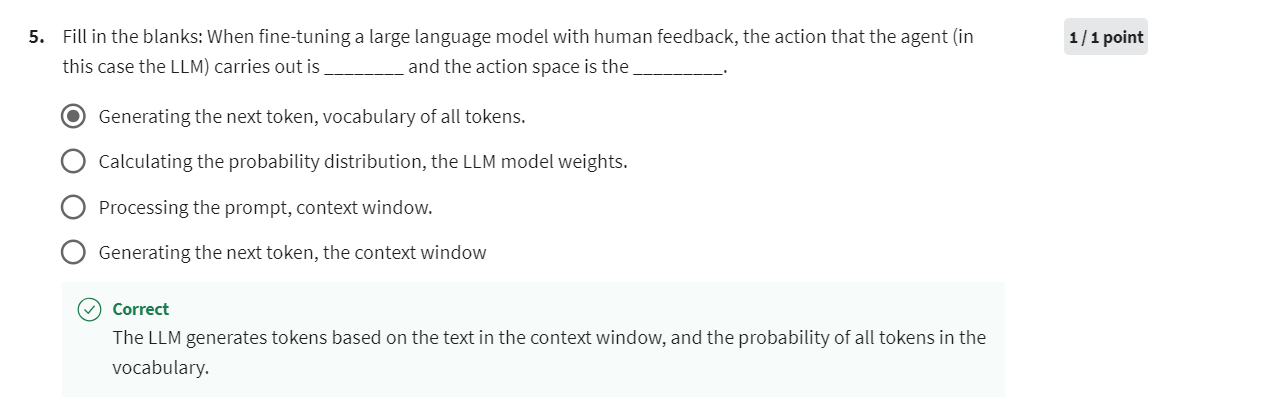 5. Fill in the blanks: When fine-tuning a large language model with human feedback, the action that the agent (in
1 / 1 point
this case the LLM) carries out is ________ and the action space is the _________.
Generating the next token, vocabulary of all tokens.
Calculating the probability distribution, the LLM model weights.
Processing the prompt, context window.
Generating the next token, the context window
Correct
The LLM generates tokens based on the text in the context window, and the probability of all tokens in the
vocabulary.